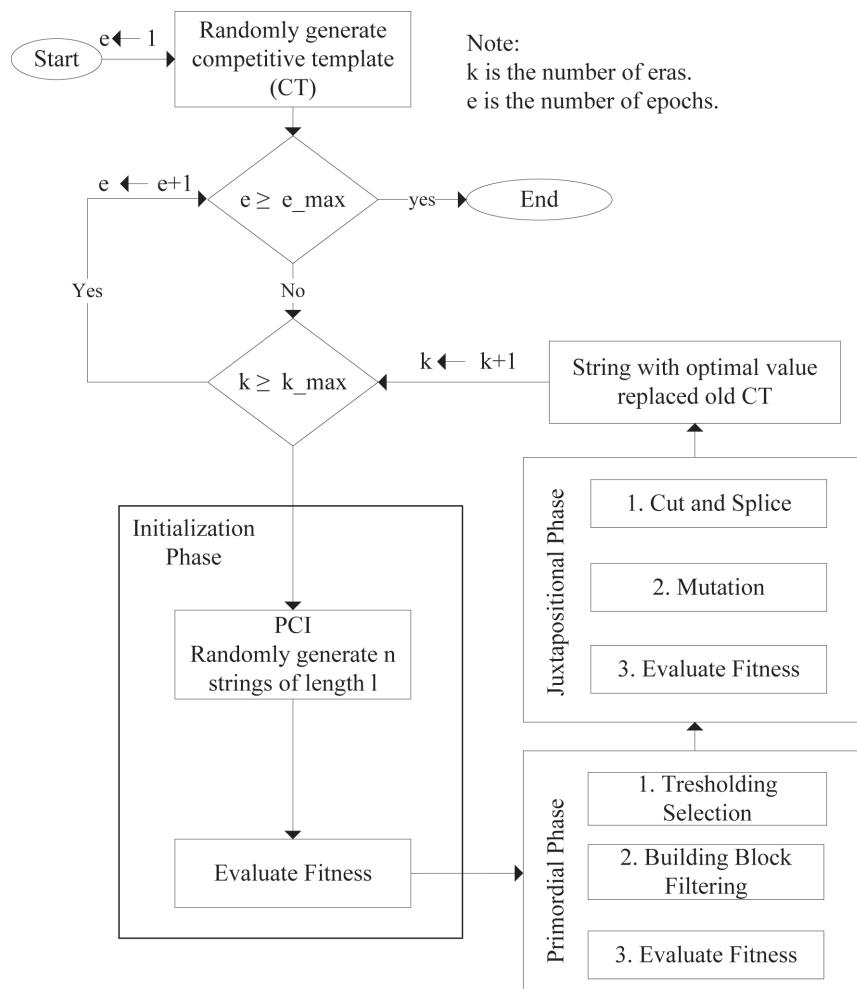 e ← 1
Start
Randomly generate
competitive template
(CT)
Note:
k is the number of eras.
e is the number of epochs.
e ← e+1
e ≥ e_max
yes
End
Yes
No
k ≥ k_max
k ← k+1
String with optimal value
replaced old CT
Initialization
Phase
PCI
Randomly generate n
strings of length l
Evaluate Fitness
Juxtapositional Phase
1. Cut and Splice
2. Mutation
3. Evaluate Fitness
Primordial Phase
1. Tresholding
Selection
2. Building Block
Filtering
3. Evaluate Fitness